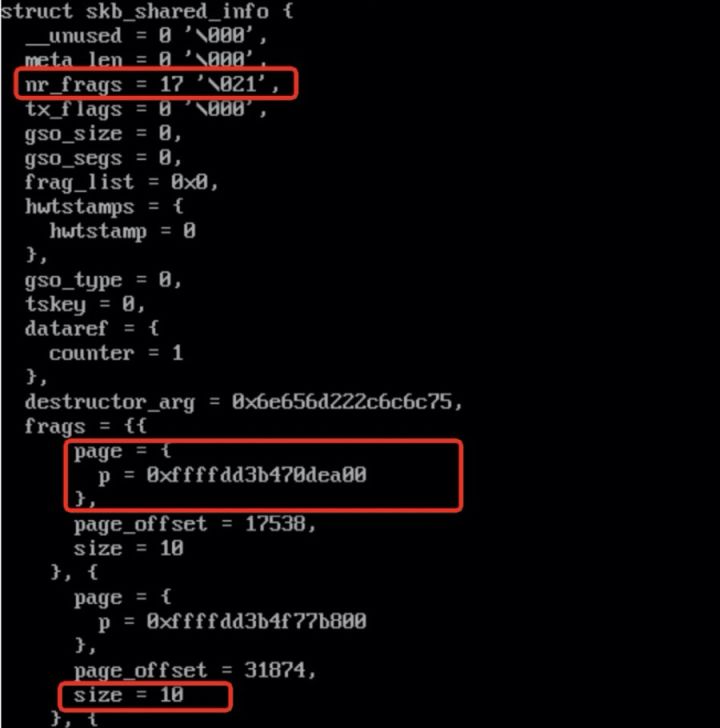 struct skb_shared_info {
  __unused = 0 '\000',
  meta_len = 0 '\000',
  nr_frags = 17 '\021',
  tx_flags = 0 '\000',
  gso_size = 0,
  gso_segs = 0,
  frag_list = 0x0,
  hwtstamps = {
    hwtstamp = 0
  },
  gso_type = 0,
  tskey = 0,
  dataref = {
    counter = 1
  },
  destructor_arg = 0x6e656d222c6c6c75,
  frags = {{
      page = {
        p = 0xffffdd3b470dea00
      },
      page_offset = 17538,
      size = 10
    }, {
      page = {
        p = 0xffffdd3b4f77b800
      },
      page_offset = 31874,
      size = 10
    }, {